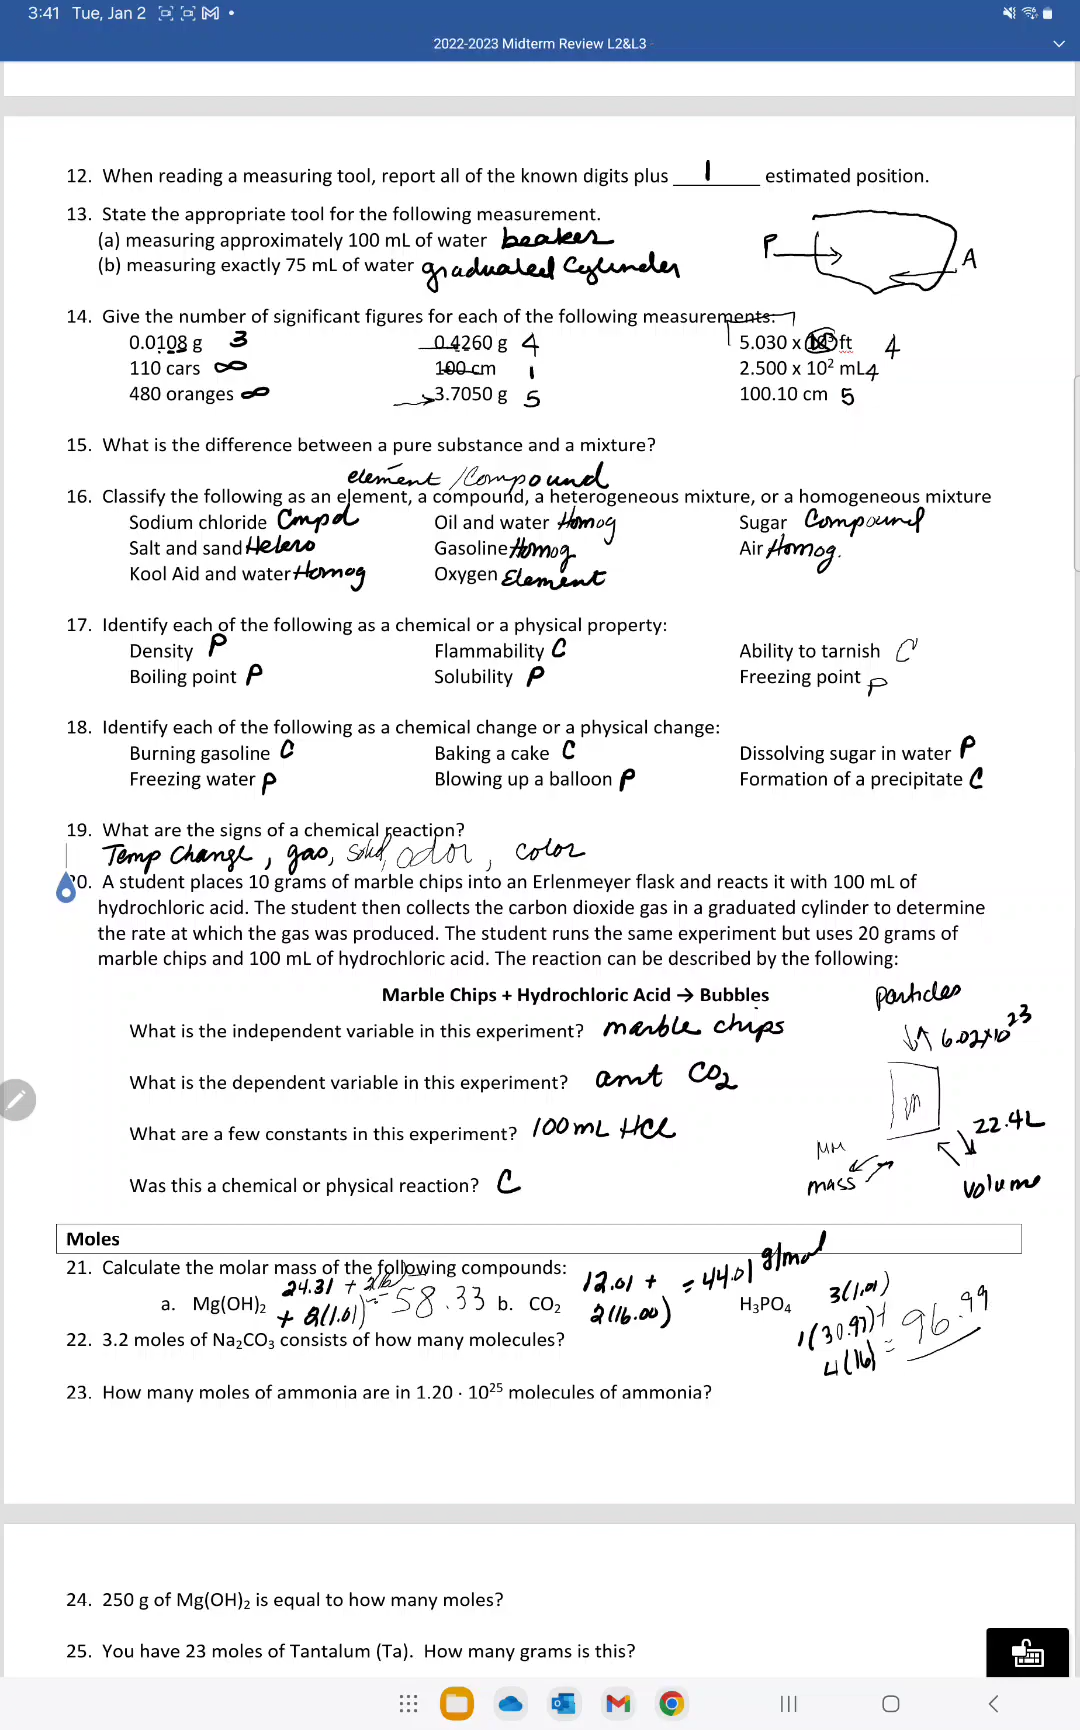 3:41 Tue, Jan 2
2022-2023 Midterm Review L2&L3
12. When reading a measuring tool, report all of the known digits plus 1 estimated position.
13. State the appropriate tool for the following measurement.
(a) measuring approximately 100 mL of water beaker
(b) measuring exactly 75 mL of water graduated Cylinder
P A
14. Give the number of significant figures for each of the following measurements:
0.0108 g 3 0.4260 g 4 5.030 x 10³ ft 4
110 cars ∞ 100 cm 1 2.500 x 10² mL 4
480 oranges ∞ 3.7050 g 5 100.10 cm 5
15. What is the difference between a pure substance and a mixture?
element / Compound
16. Classify the following as an element, a compound, a heterogeneous mixture, or a homogeneous mixture
Sodium chloride Cmpd Oil and water Homog Sugar Compound
Salt and sand Hetero Gasoline Homog Air Homog.
Kool Aid and water Homog Oxygen Element
17. Identify each of the following as a chemical or a physical property:
Density P Flammability C Ability to tarnish C
Boiling point P Solubility P Freezing point P
18. Identify each of the following as a chemical change or a physical change:
Burning gasoline C Baking a cake C Dissolving sugar in water P
Freezing water P Blowing up a balloon P Formation of a precipitate C
19. What are the signs of a chemical reaction?
Temp Change, gas, solid, odor, color
20. A student places 10 grams of marble chips into an Erlenmeyer flask and reacts it with 100 mL of
hydrochloric acid. The student then collects the carbon dioxide gas in a graduated cylinder to determine
the rate at which the gas was produced. The student runs the same experiment but uses 20 grams of
marble chips and 100 mL of hydrochloric acid. The reaction can be described by the following:
Marble Chips + Hydrochloric Acid → Bubbles
particles
What is the independent variable in this experiment? marble chips
6.02x10²³
What is the dependent variable in this experiment? amt CO₂
m
What are a few constants in this experiment? 100 mL HCl
22.4L
MM
Was this a chemical or physical reaction? C
mass volume
Moles
21. Calculate the molar mass of the following compounds:
a. Mg(OH)₂ 24.31 + 2(16) + 2(1.01) = 58.33 b. CO₂ 12.01 + 2(16.00) = 44.01 g/mol H₃PO₄ 3(1.01) 1(30.97)+ 4(16) = 96.99
22. 3.2 moles of Na₂CO₃ consists of how many molecules?
23. How many moles of ammonia are in 1.20 · 10²⁵ molecules of ammonia?
24. 250 g of Mg(OH)₂ is equal to how many moles?
25. You have 23 moles of Tantalum (Ta). How many grams is this?